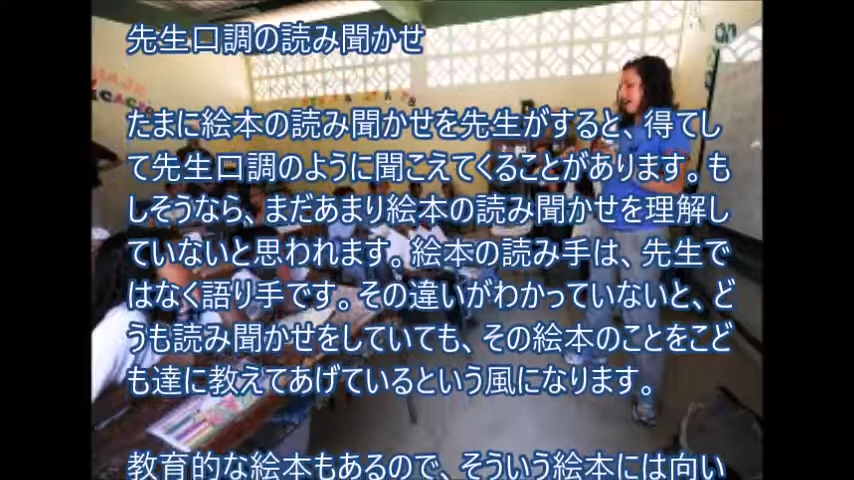 先生口調の読み聞かせ
たまに絵本の読み聞かせを先生がすると、得てし
て先生口調のように聞こえてくることがあります。も
しそうなら、まだあまり絵本の読み聞かせを理解し
ていないと思われます。絵本の読み手は、先生で
はなく語り手です。その違いがわかっていないと、ど
うも読み聞かせをしていても、その絵本のことをこど
も達に教えてあげているという風になります。
教育的な絵本もあるので、そういう絵本には向い